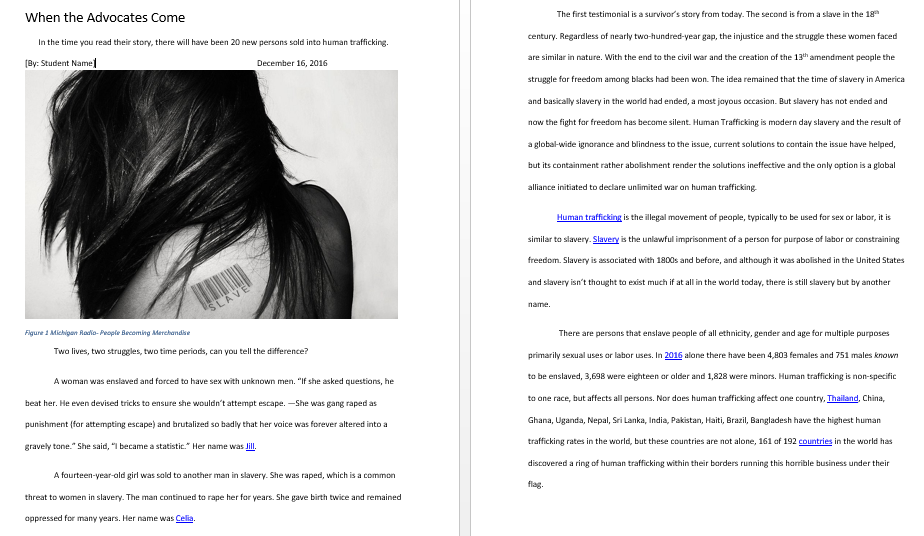 When the Advocates Come
In the time you read their story, there will have been 20 new persons sold into human trafficking.
[By: Student Name] December 16, 2016
SLAVE
Figure 1 Michigan Radio- People Becoming Merchandise
Two lives, two struggles, two time periods, can you tell the difference?
A woman was enslaved and forced to have sex with unknown men. “If she asked questions, he
beat her. He even devised tricks to ensure she wouldn’t attempt escape. —She was gang raped as
punishment (for attempting escape) and brutalized so badly that her voice was forever altered into a
gravely tone.” She said, “I became a statistic.” Her name was Jill.
A fourteen-year-old girl was sold to another man in slavery. She was raped, which is a common
threat to women in slavery. The man continued to rape her for years. She gave birth twice and remained
oppressed for many years. Her name was Celia.
The first testimonial is a survivor’s story from today. The second is from a slave in the 18th
century. Regardless of nearly two-hundred-year gap, the injustice and the struggle these women faced
are similar in nature. With the end to the civil war and the creation of the 13th amendment people the
struggle for freedom among blacks had been won. The idea remained that the time of slavery in America
and basically slavery in the world had ended, a most joyous occasion. But slavery has not ended and
now the fight for freedom has become silent. Human Trafficking is modern day slavery and the result of
a global-wide ignorance and blindness to the issue, current solutions to contain the issue have helped,
but its containment rather abolishment render the solutions ineffective and the only option is a global
alliance initiated to declare unlimited war on human trafficking.
Human trafficking is the illegal movement of people, typically to be used for sex or labor, it is
similar to slavery. Slavery is the unlawful imprisonment of a person for purpose of labor or constraining
freedom. Slavery is associated with 1800s and before, and although it was abolished in the United States
and slavery isn’t thought to exist much if at all in the world today, there is still slavery but by another
name.
There are persons that enslave people of all ethnicity, gender and age for multiple purposes
primarily sexual uses or labor uses. In 2016 alone there have been 4,803 females and 751 males known
to be enslaved, 3,698 were eighteen or older and 1,828 were minors. Human trafficking is non-specific
to one race, but affects all persons. Nor does human trafficking affect one country, Thailand, China,
Ghana, Uganda, Nepal, Sri Lanka, India, Pakistan, Haiti, Brazil, Bangladesh have the highest human
trafficking rates in the world, but these countries are not alone, 161 of 192 countries in the world has
discovered a ring of human trafficking within their borders running this horrible business under their
flag.